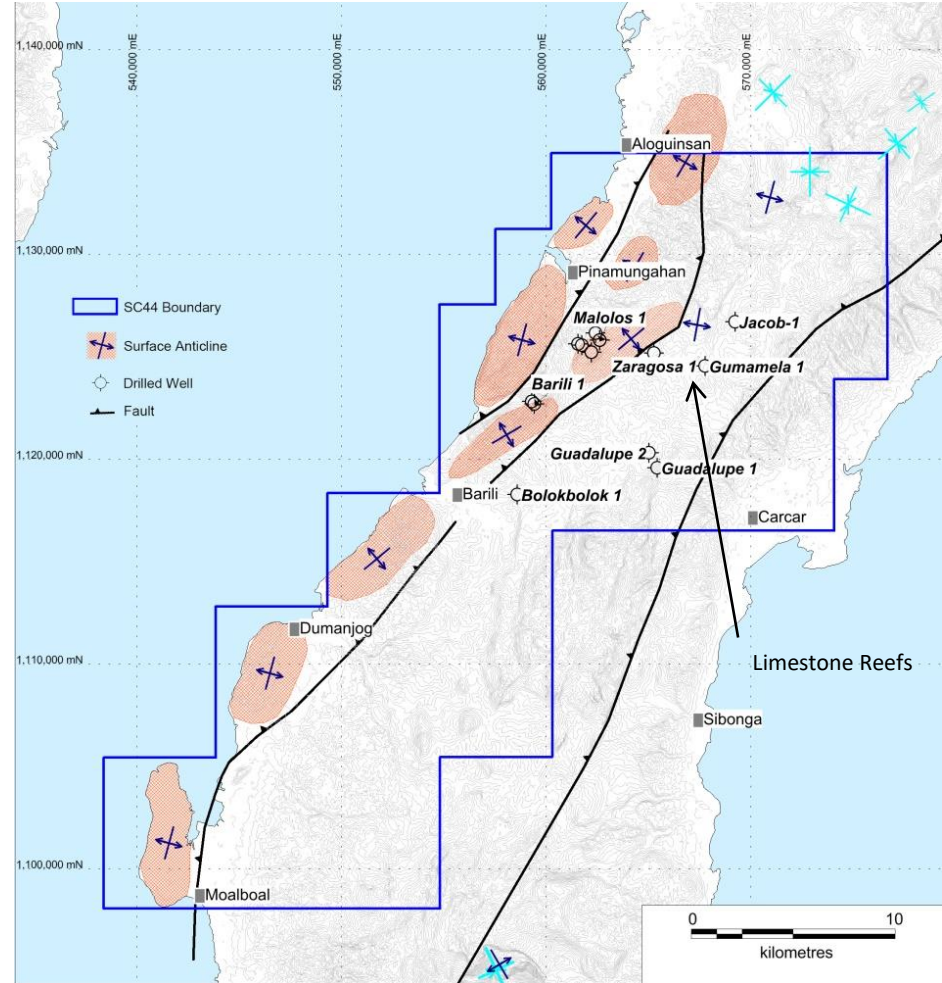 540,000 mE
550,000 mE
560,000 mE
570,000 mE
1,140,000 mN
1,130,000 mN
1,120,000 mN
1,110,000 mN
1,100,000 mN
Aloguinsan
Pinamungahan
SC44 Boundary
Surface Anticline
Drilled Well
Fault
Malolos 1
Jacob-1
Zaragosa 1
Gumamela 1
Barili 1
Guadalupe 2
Guadalupe 1
Barili
Bolokbolok 1
Carcar
Dumanjog
Limestone Reefs
Sibonga
Moalboal
0 10
kilometres